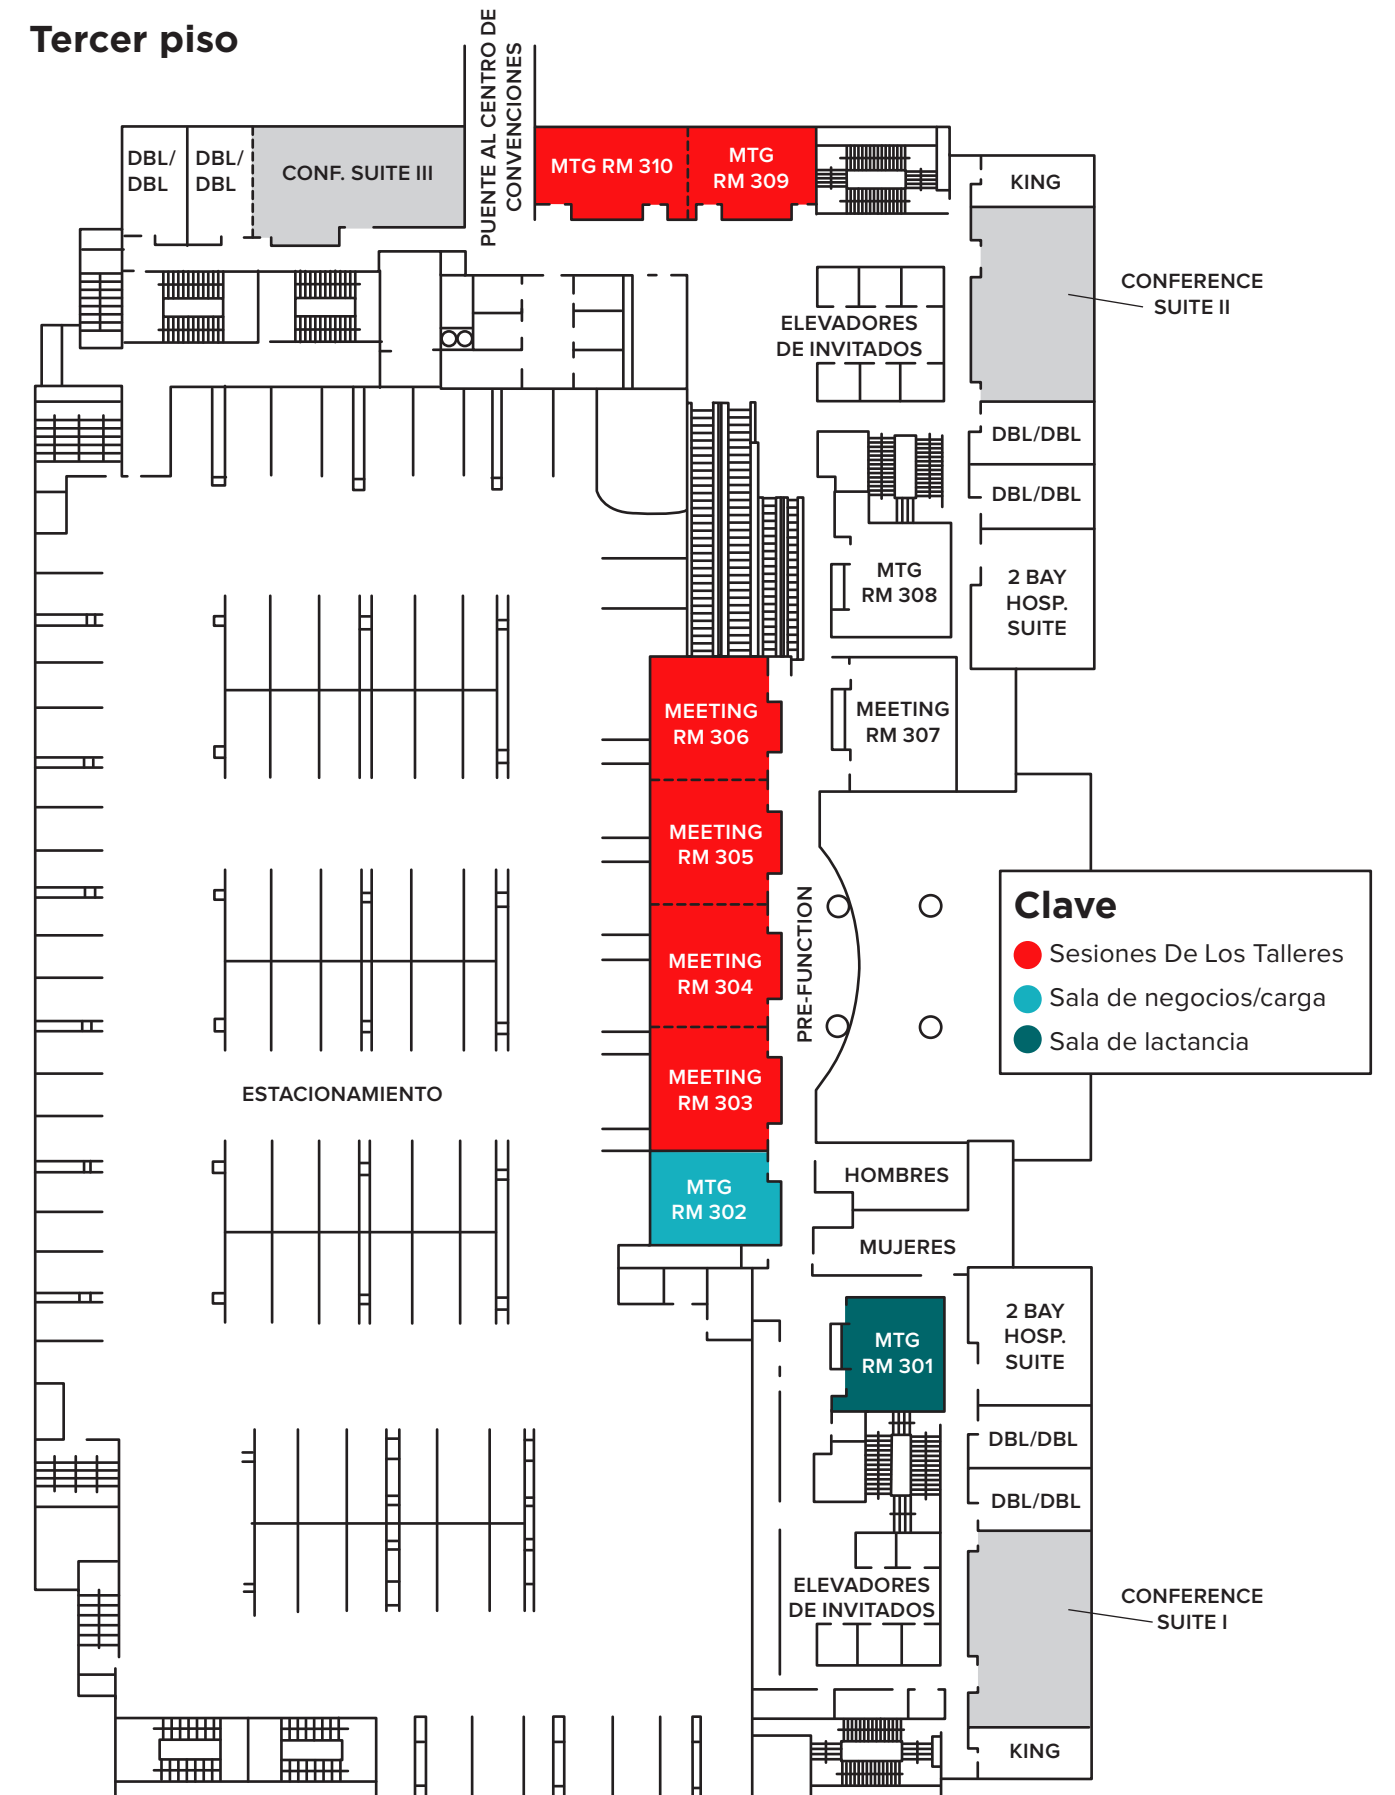 Tercer piso
PUENTE AL CENTRO DE
CONVENCIONES
DBL/
DBL
DBL/
DBL
CONF. SUITE III
MTG RM 310
MTG
RM 309
KING
CONFERENCE
SUITE II
ELEVADORES
DE INVITADOS
DBL/DBL
DBL/DBL
MTG
RM 308
2 BAY
HOSP.
SUITE
MEETING
RM 306
MEETING
RM 307
MEETING
RM 305
PRE-FUNCTION
Clave
Sesiones De Los Talleres
Sala de negocios/carga
Sala de lactancia
MEETING
RM 304
MEETING
RM 303
ESTACIONAMIENTO
HOMBRES
MTG
RM 302
MUJERES
MTG
RM 301
2 BAY
HOSP.
SUITE
DBL/DBL
DBL/DBL
ELEVADORES
DE INVITADOS
CONFERENCE
SUITE I
KING